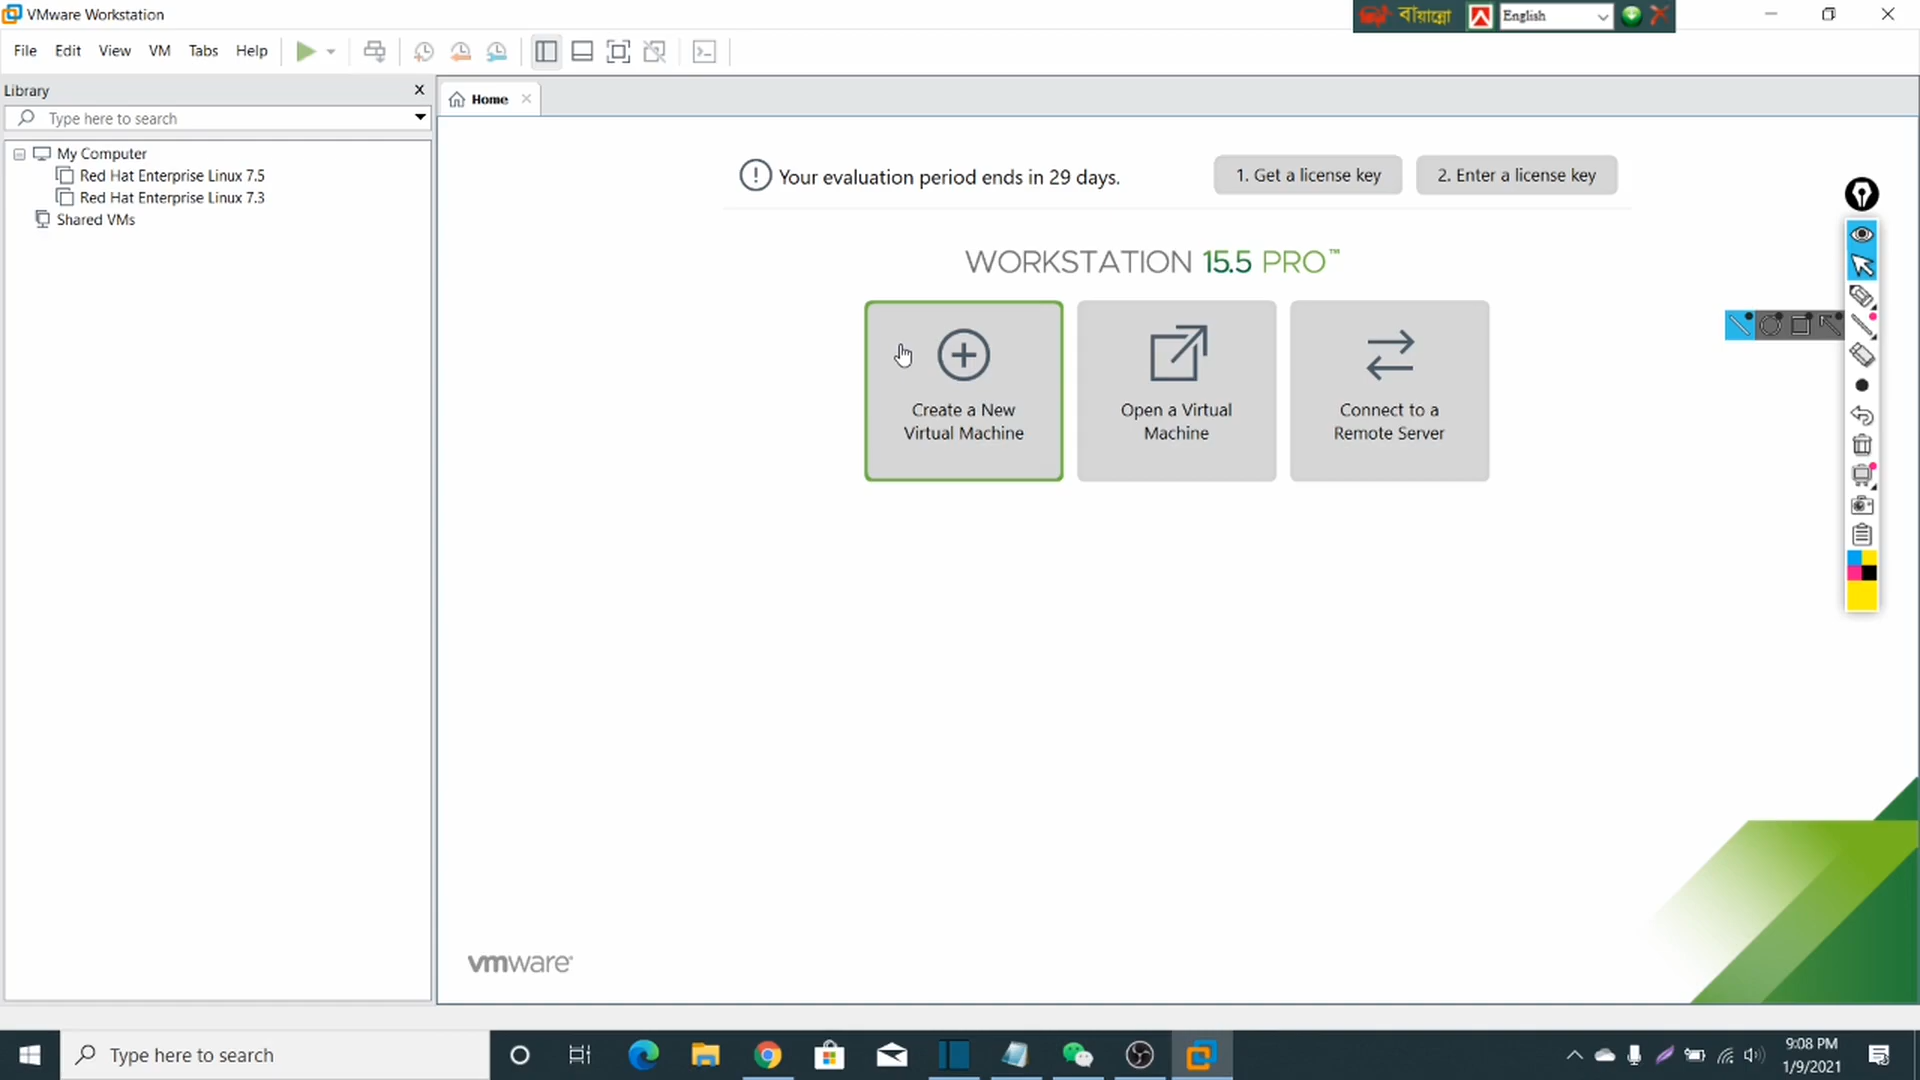 VMware Workstation
বায়ান্নো
English
File Edit View VM Tabs Help
Library
Type here to search
Home
My Computer
Red Hat Enterprise Linux 7.5
Red Hat Enterprise Linux 7.3
Shared VMs
Your evaluation period ends in 29 days.
1. Get a license key
2. Enter a license key
WORKSTATION 15.5 PRO™
Create a New
Virtual Machine
Open a Virtual
Machine
Connect to a
Remote Server
vmware®
Type here to search
9:08 PM
1/9/2021